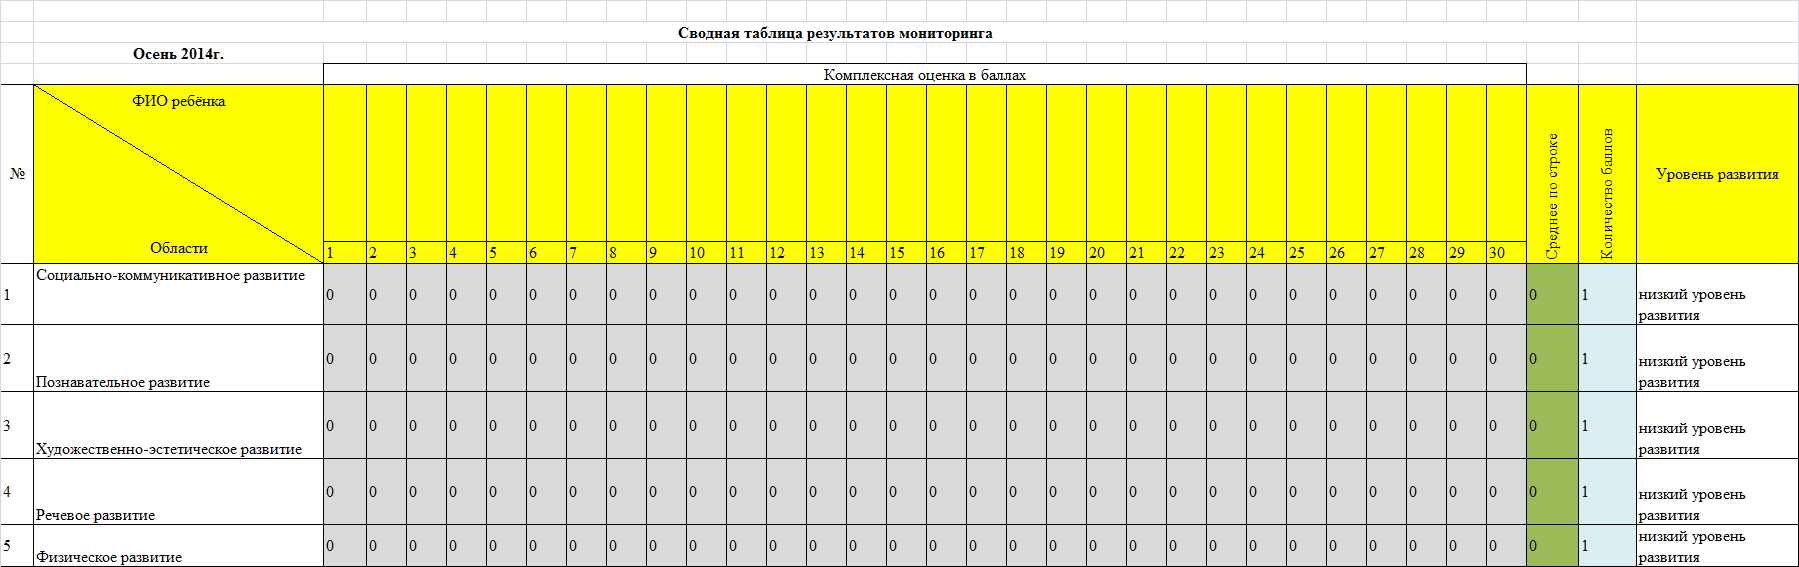 Сводная таблица результатов мониторинга
Осень 2014г.
Комплексная оценка в баллах
№ ФИО ребёнка Области Среднее по строке Количество баллов Уровень развития
1 2 3 4 5 6 7 8 9 10 11 12 13 14 15 16 17 18 19 20 21 22 23 24 25 26 27 28 29 30
1 Социально-коммуникативное развитие 0 0 0 0 0 0 0 0 0 0 0 0 0 0 0 0 0 0 0 0 0 0 0 0 0 0 0 0 0 0 0 1 низкий уровень развития
2 Познавательное развитие 0 0 0 0 0 0 0 0 0 0 0 0 0 0 0 0 0 0 0 0 0 0 0 0 0 0 0 0 0 0 0 1 низкий уровень развития
3 Художественно-эстетическое развитие 0 0 0 0 0 0 0 0 0 0 0 0 0 0 0 0 0 0 0 0 0 0 0 0 0 0 0 0 0 0 0 1 низкий уровень развития
4 Речевое развитие 0 0 0 0 0 0 0 0 0 0 0 0 0 0 0 0 0 0 0 0 0 0 0 0 0 0 0 0 0 0 0 1 низкий уровень развития
5 Физическое развитие 0 0 0 0 0 0 0 0 0 0 0 0 0 0 0 0 0 0 0 0 0 0 0 0 0 0 0 0 0 0 0 1 низкий уровень развития